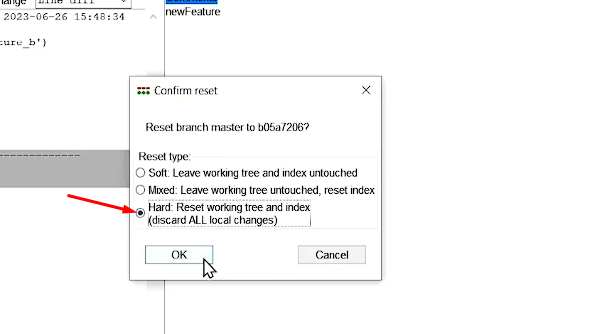 hange Line diff
2023-06-26 15:48:34
newFeature
ture_b')
Confirm reset
Reset branch master to b05a7206?
Reset type:
Soft: Leave working tree and index untouched
Mixed: Leave working tree untouched, reset index
Hard: Reset working tree and index
(discard ALL local changes)
OK
Cancel